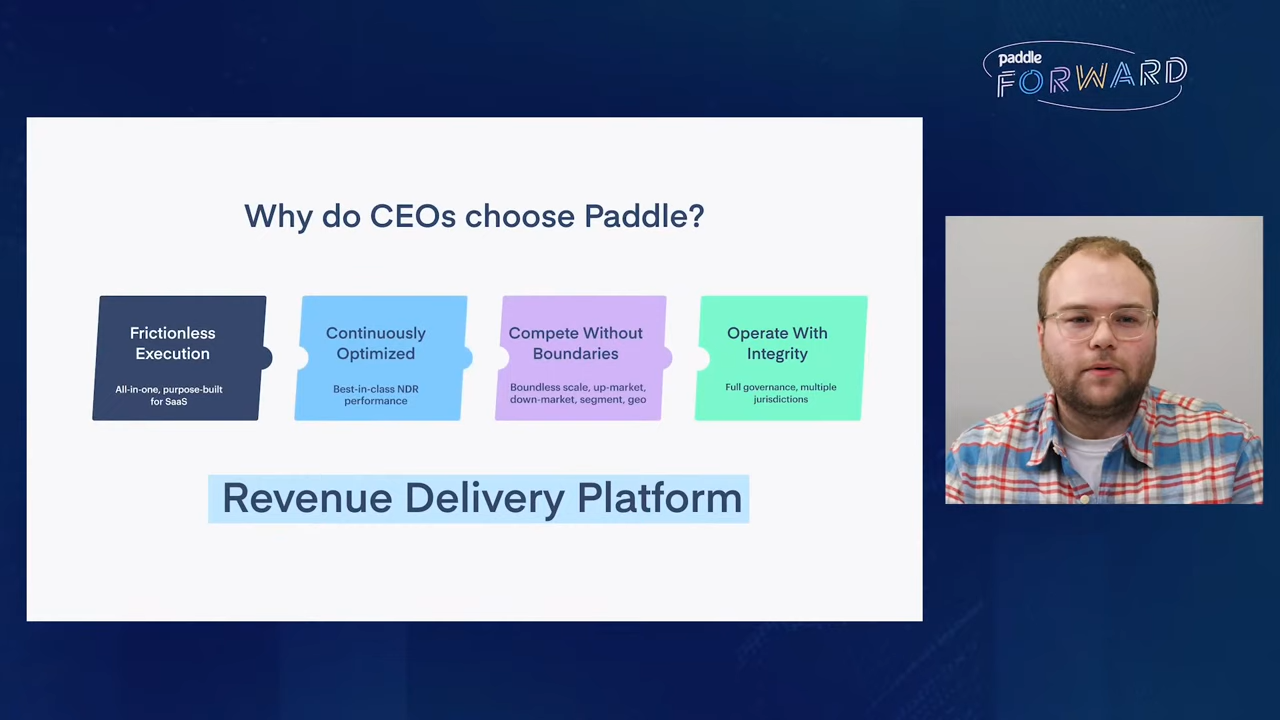 paddle
FORWARD
Why do CEOs choose Paddle?
Frictionless
Execution
All-in-one, purpose-built
for SaaS
Continuously
Optimized
Best-in-class NDR
performance
Compete Without
Boundaries
Boundless scale, up-market,
down-market, segment, geo
Operate With
Integrity
Full governance, multiple
jurisdictions
Revenue Delivery Platform